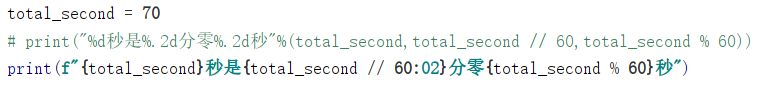 total_second = 70
# print("%d秒是%.2d分零%.2d秒"%(total_second,total_second // 60,total_second % 60))
print(f"{total_second}秒是{total_second // 60:02}分零{total_second % 60}秒")